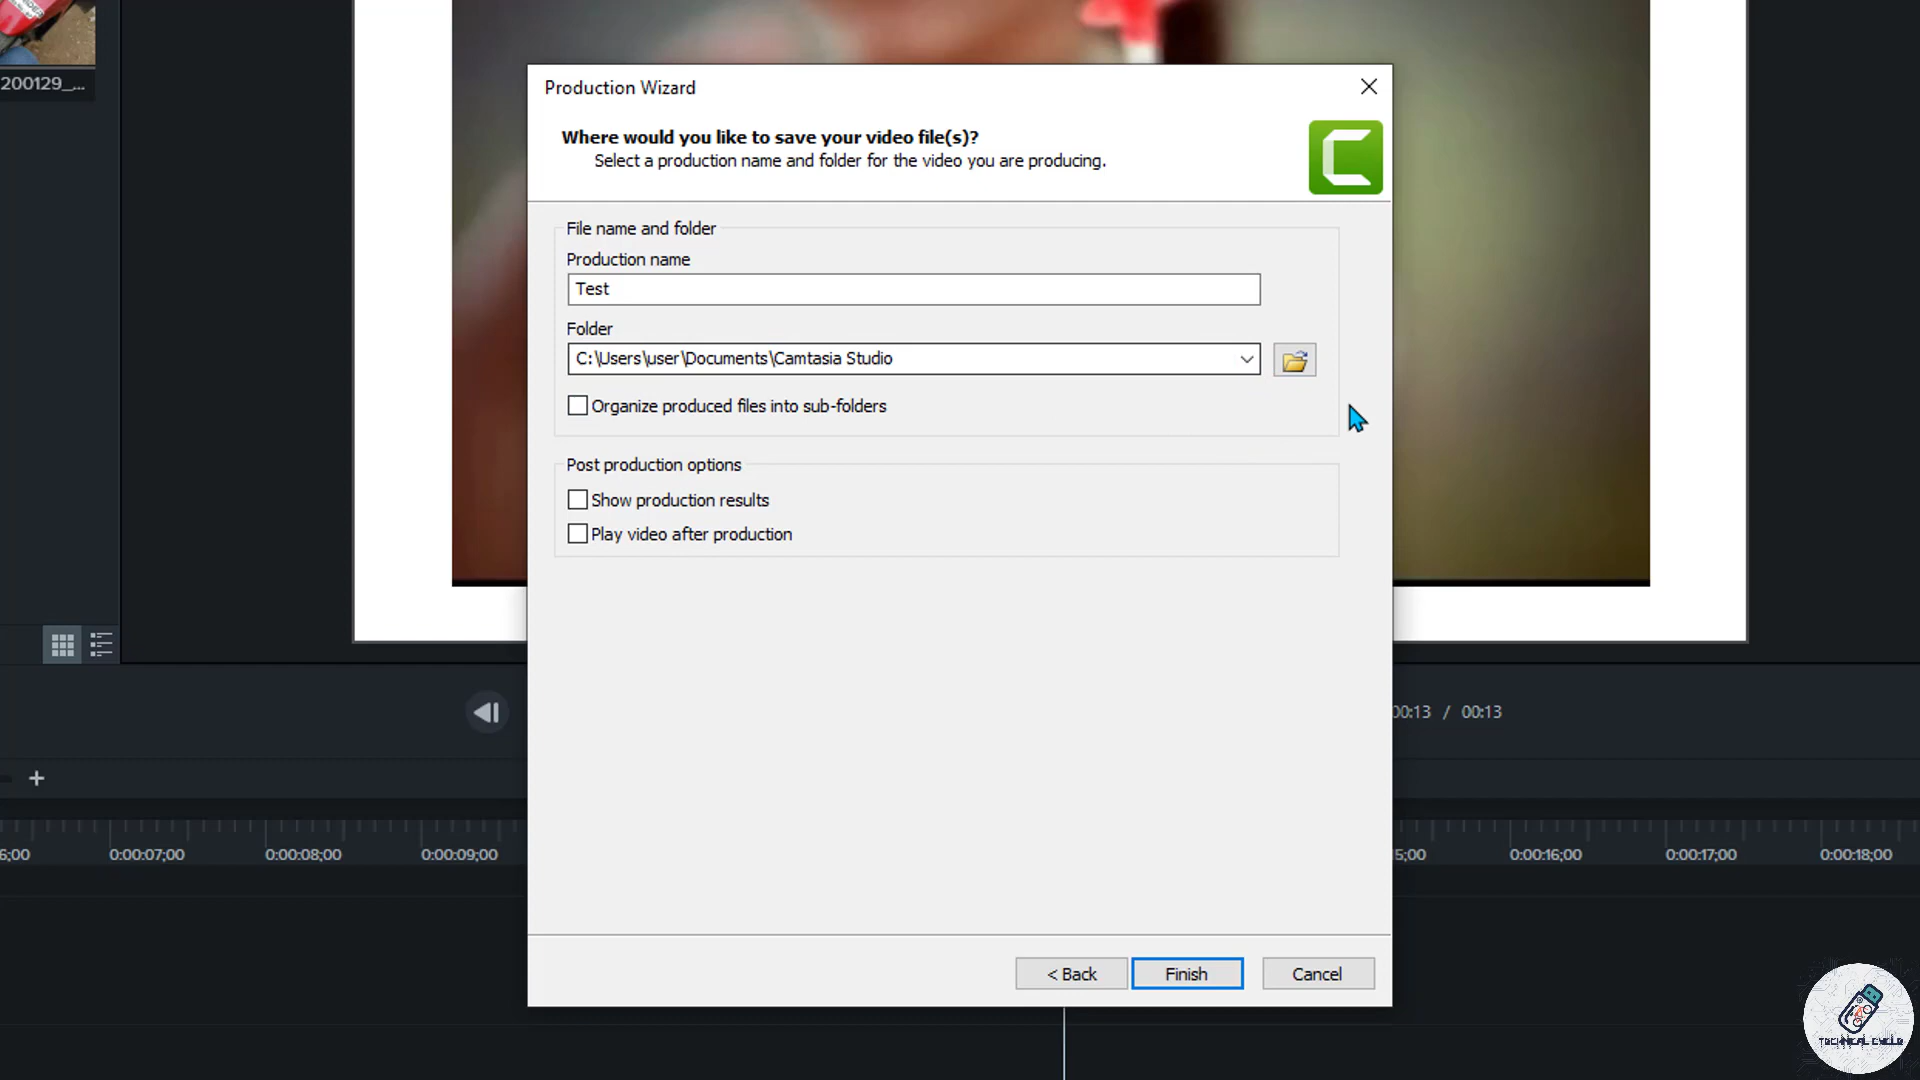 200129_...
Production Wizard
Where would you like to save your video file(s)?
Select a production name and folder for the video you are producing.
File name and folder
Production name
Test
Folder
C:\Users\user\Documents\Camtasia Studio
Organize produced files into sub-folders
Post production options
Show production results
Play video after production
00:13 / 00:13
6;00 0:00:07;00 0:00:08;00 0:00:09;00 15;00 0:00:16;00 0:00:17;00 0:00:18;00
< Back Finish Cancel
TECHNICAL CYCLO